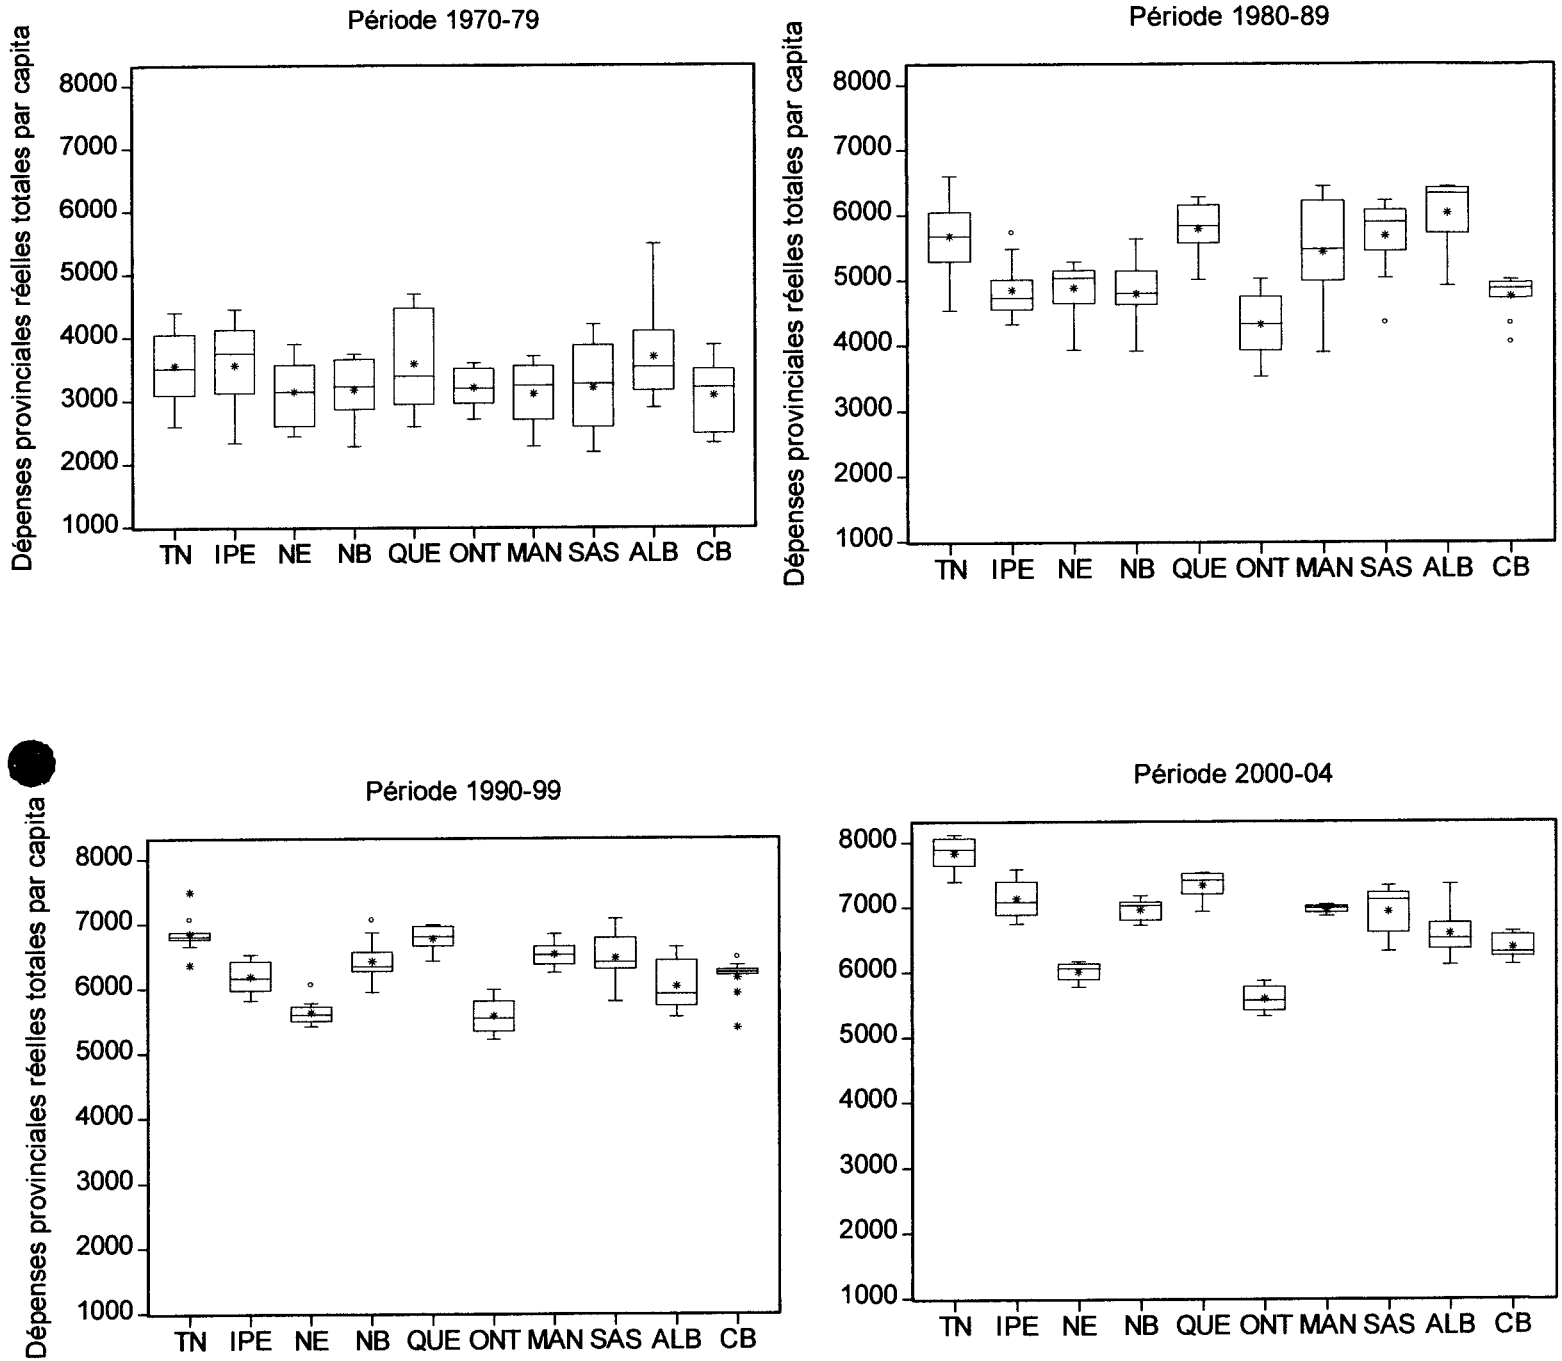 Période 1970-79
Dépenses provinciales réelles totales par capita
8000
7000
6000
5000
4000
3000
2000
1000
TN IPE NE NB QUE ONT MAN SAS ALB CB
Période 1980-89
Dépenses provinciales réelles totales par capita
8000
7000
6000
5000
4000
3000
2000
1000
TN IPE NE NB QUE ONT MAN SAS ALB CB
Période 1990-99
Dépenses provinciales réelles totales par capita
8000
7000
6000
5000
4000
3000
2000
1000
TN IPE NE NB QUE ONT MAN SAS ALB CB
Période 2000-04
8000
7000
6000
5000
4000
3000
2000
1000
TN IPE NE NB QUE ONT MAN SAS ALB CB